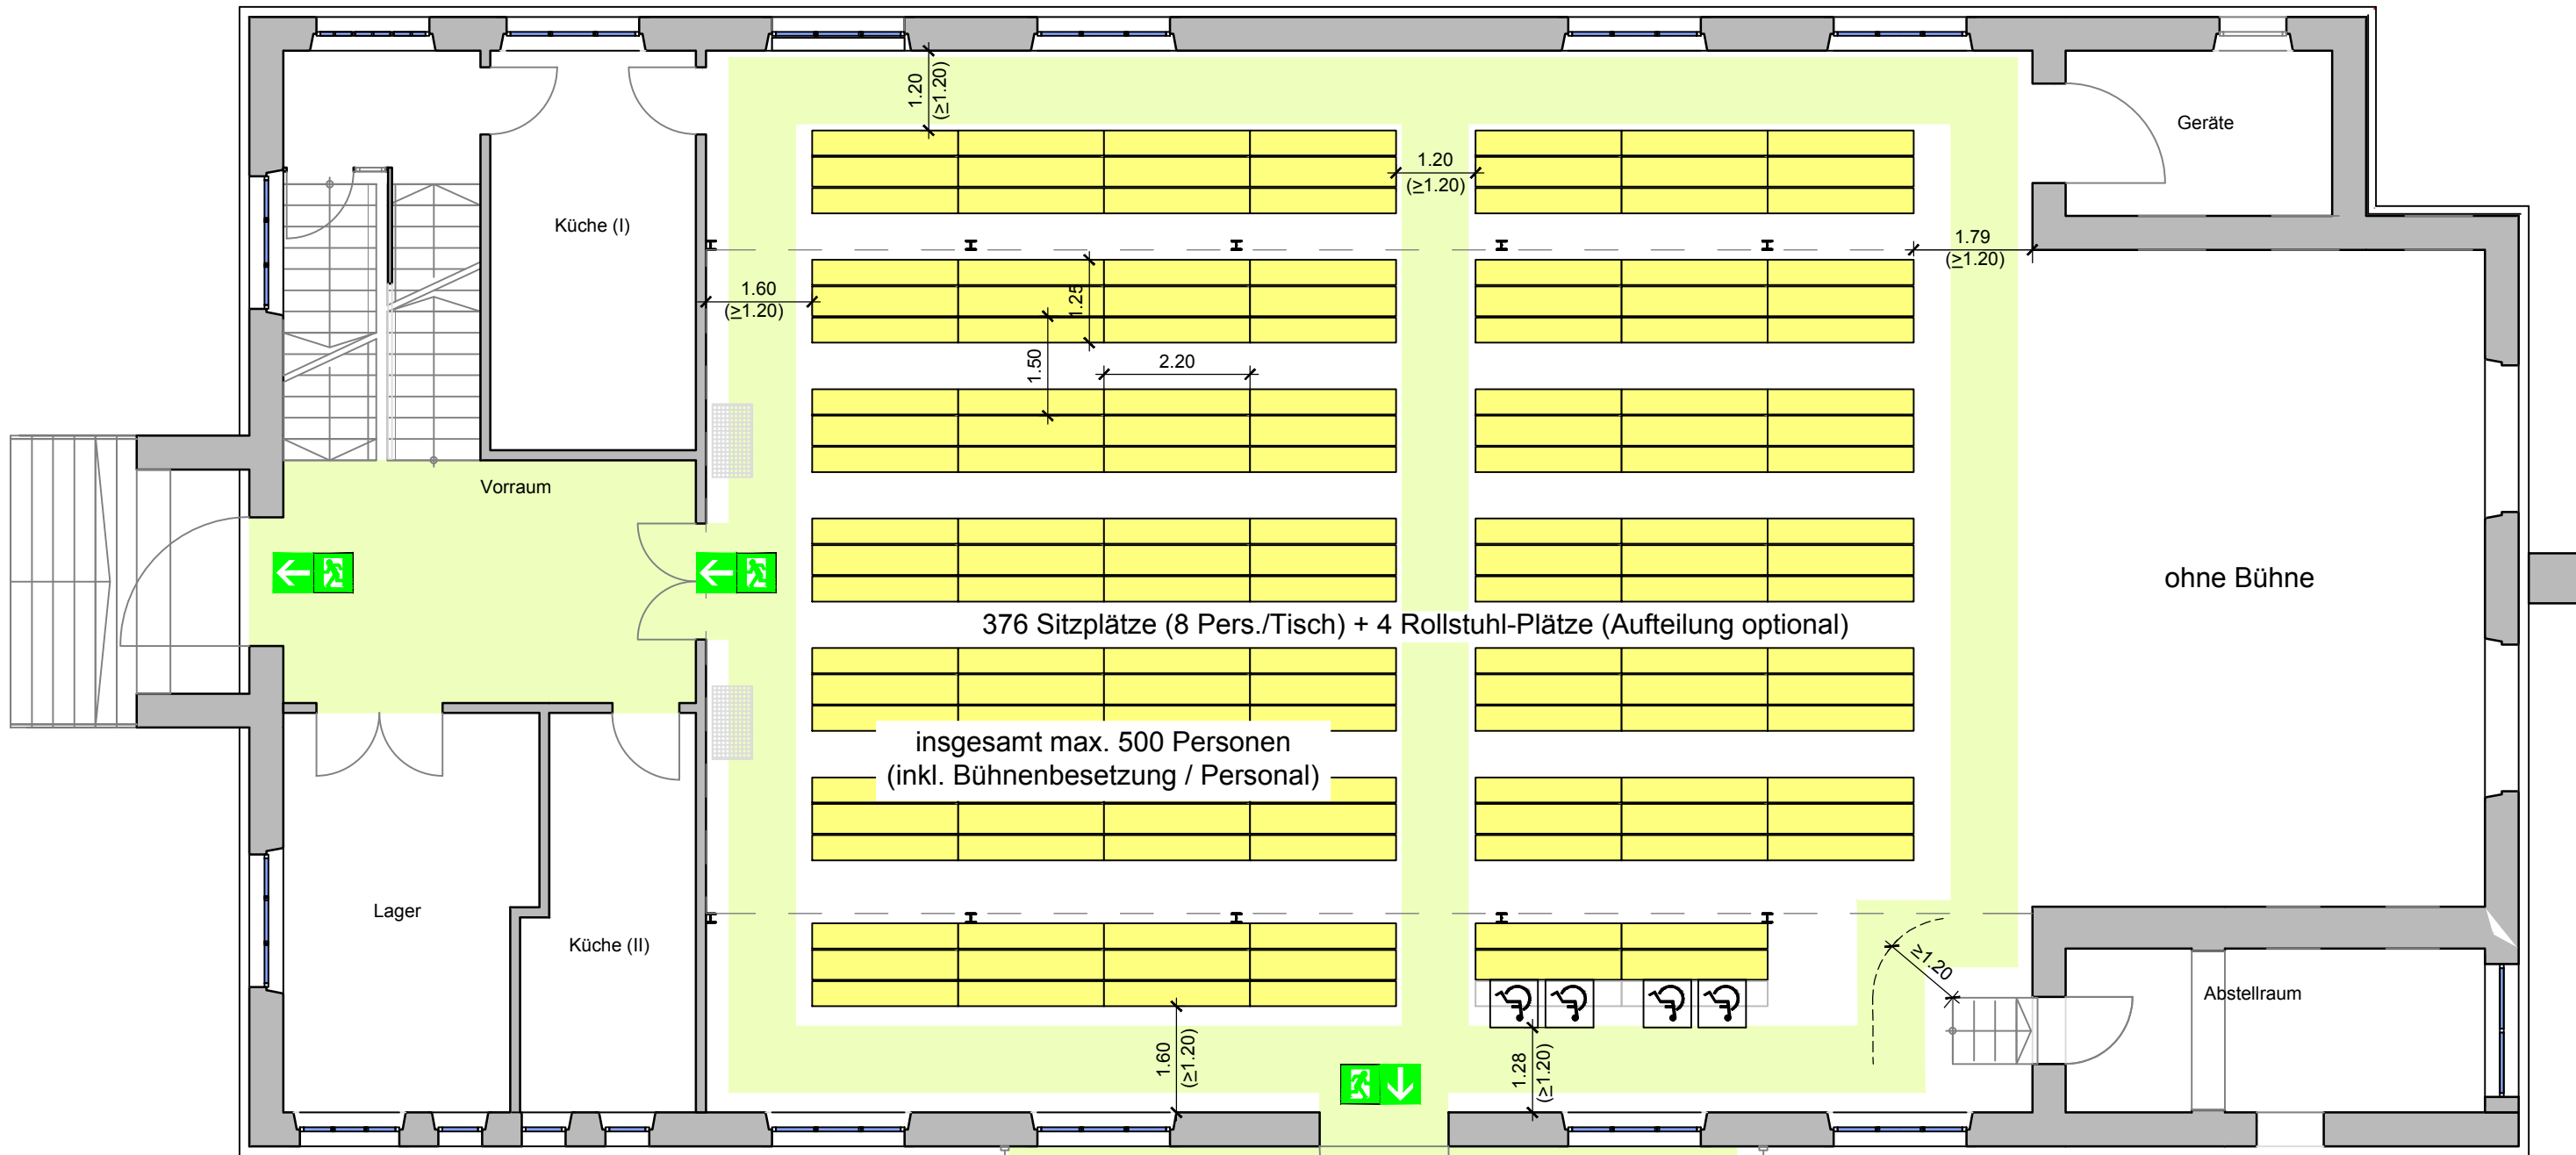 1.20
(≥1.20)
Geräte
1.20
(≥1.20)
Küche (I)
1.79
(≥1.20)
1.60
(≥1.20)
1.25
1.50
2.20
Vorraum
ohne Bühne
376 Sitzplätze (8 Pers./Tisch) + 4 Rollstuhl-Plätze (Aufteilung optional)
insgesamt max. 500 Personen
(inkl. Bühnenbesetzung / Personal)
Lager
Küche (II)
≥1.20
Abstellraum
1.60
(≥1.20)
1.28
(≥1.20)